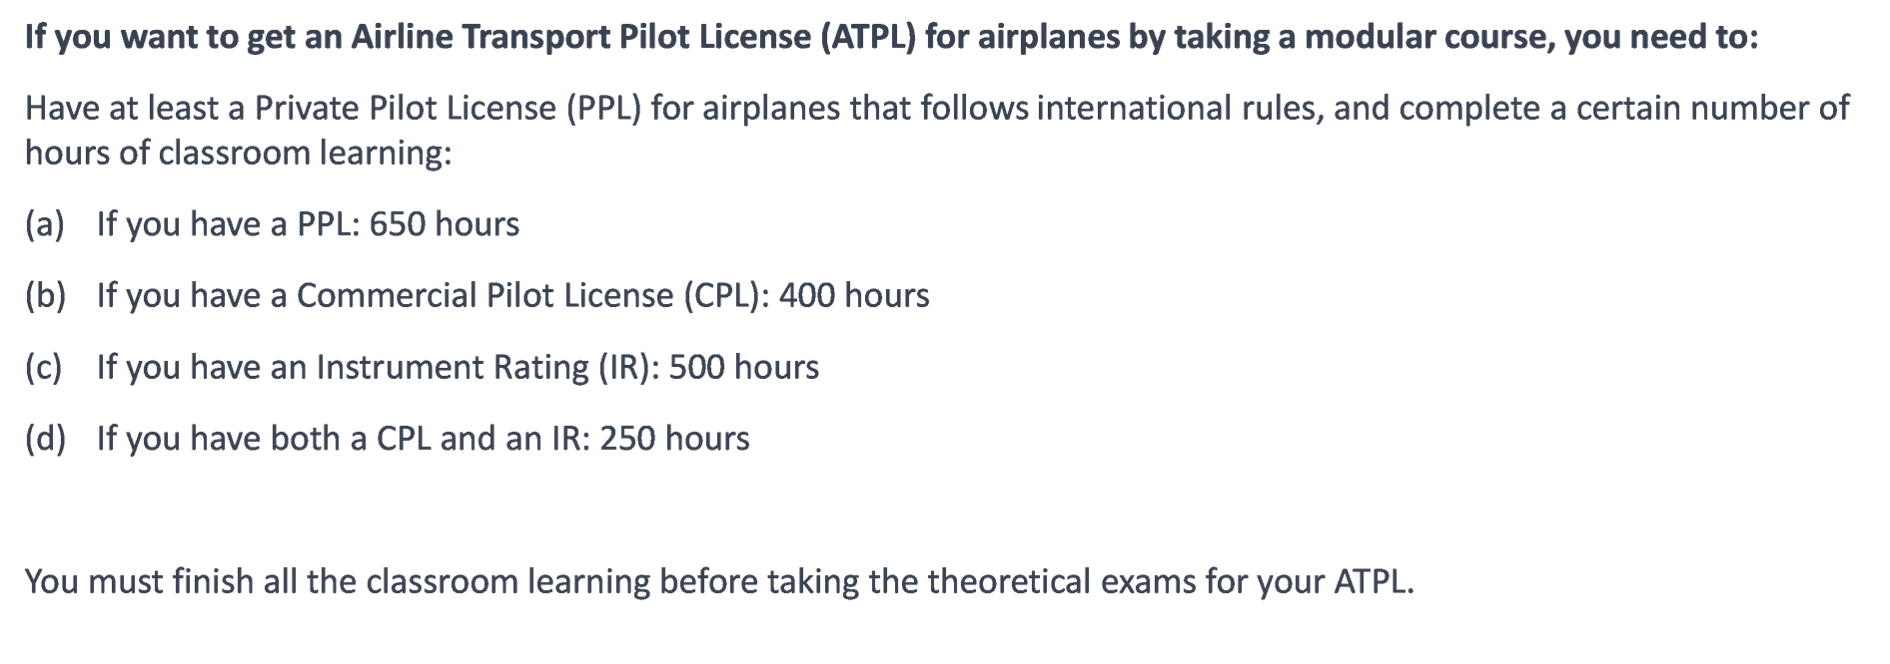 If you want to get an Airline Transport Pilot License (ATPL) for airplanes by taking a modular course, you need to:
Have at least a Private Pilot License (PPL) for airplanes that follows international rules, and complete a certain number of
hours of classroom learning:
(a) If you have a PPL: 650 hours
(b) If you have a Commercial Pilot License (CPL): 400 hours
(c) If you have an Instrument Rating (IR): 500 hours
(d) If you have both a CPL and an IR: 250 hours
You must finish all the classroom learning before taking the theoretical exams for your ATPL.